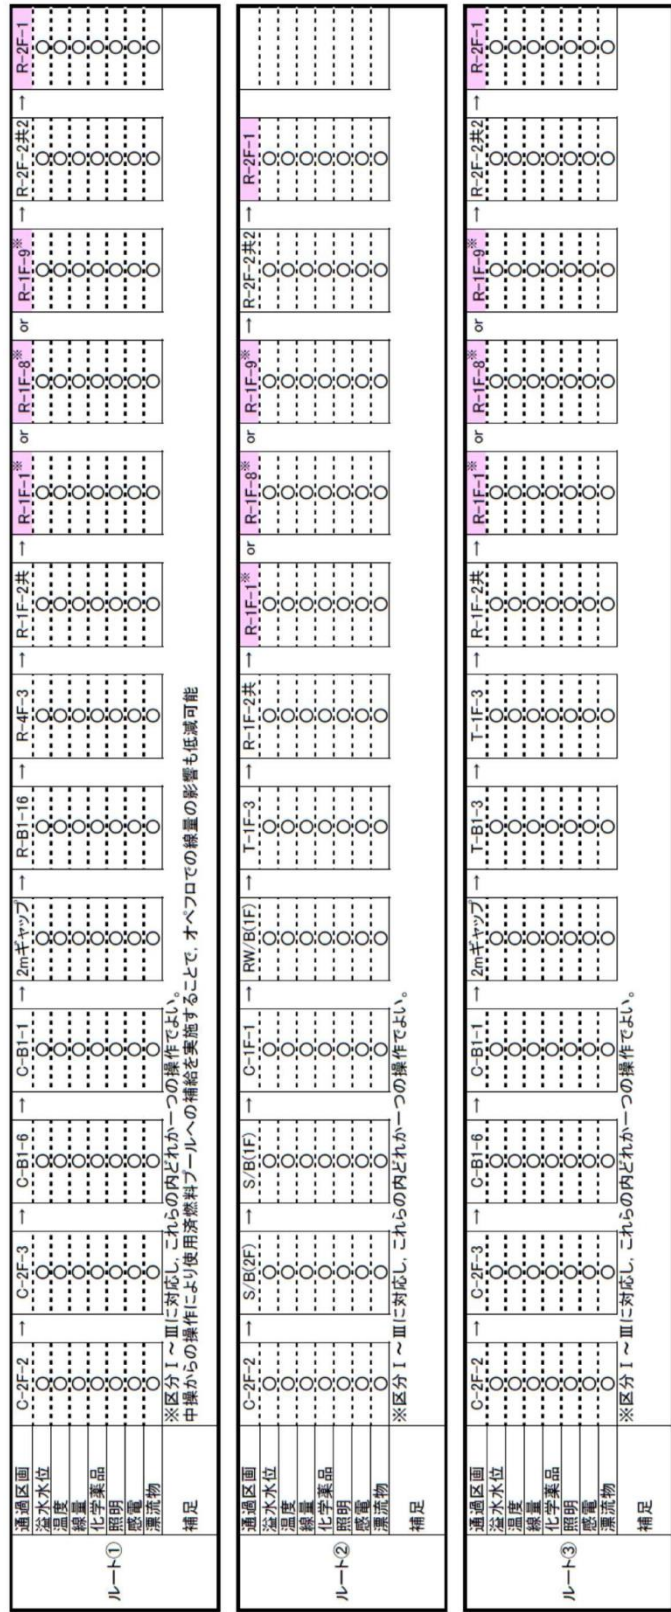 ルート①
通過区画 C-2F-2 → C-2F-3 → C-B1-6 → C-B1-1 → 2mギャップ → R-B1-16 → R-4F-3 → R-1F-2共 → R-1F-1※ or R-1F-8※ or R-1F-9※ → R-2F-2共2 → R-2F-1
溢水水位 ○ ○ ○ ○ ○ ○ ○ ○ ○ ○ ○ ○ ○
温度 ○ ○ ○ ○ ○ ○ ○ ○ ○ ○ ○ ○ ○
線量 ○ ○ ○ ○ ○ ○ ○ ○ ○ ○ ○ ○ ○
化学薬品 ○ ○ ○ ○ ○ ○ ○ ○ ○ ○ ○ ○ ○
照明 ○ ○ ○ ○ ○ ○ ○ ○ ○ ○ ○ ○ ○
感電 ○ ○ ○ ○ ○ ○ ○ ○ ○ ○ ○ ○ ○
漂流物 ○ ○ ○ ○ ○ ○ ○ ○ ○ ○ ○ ○ ○
補足 ※区分Ⅰ~Ⅲに対応し、これらの内どれか一つの操作でよい。
中操からの操作により使用済燃料プールへの補給を実施することで、オペフロでの線量の影響も低減可能
ルート②
通過区画 C-2F-2 → S/B(2F) → S/B(1F) → C-1F-1 → RW/B(1F) → T-1F-3 → R-1F-2共 → R-1F-1※ or R-1F-8※ or R-1F-9※ → R-2F-2共2 → R-2F-1
溢水水位 ○ ○ ○ ○ ○ ○ ○ ○ ○ ○ ○ ○
温度 ○ ○ ○ ○ ○ ○ ○ ○ ○ ○ ○ ○
線量 ○ ○ ○ ○ ○ ○ ○ ○ ○ ○ ○ ○
化学薬品 ○ ○ ○ ○ ○ ○ ○ ○ ○ ○ ○ ○
照明 ○ ○ ○ ○ ○ ○ ○ ○ ○ ○ ○ ○
感電 ○ ○ ○ ○ ○ ○ ○ ○ ○ ○ ○ ○
漂流物 ○ ○ ○ ○ ○ ○ ○ ○ ○ ○ ○ ○
補足 ※区分Ⅰ~Ⅲに対応し、これらの内どれか一つの操作でよい。
ルート③
通過区画 C-2F-2 → C-2F-3 → C-B1-6 → C-B1-1 → 2mギャップ → T-B1-3 → T-1F-3 → R-1F-2共 → R-1F-1※ or R-1F-8※ or R-1F-9※ → R-2F-2共2 → R-2F-1
溢水水位 ○ ○ ○ ○ ○ ○ ○ ○ ○ ○ ○ ○ ○
温度 ○ ○ ○ ○ ○ ○ ○ ○ ○ ○ ○ ○ ○
線量 ○ ○ ○ ○ ○ ○ ○ ○ ○ ○ ○ ○ ○
化学薬品 ○ ○ ○ ○ ○ ○ ○ ○ ○ ○ ○ ○ ○
照明 ○ ○ ○ ○ ○ ○ ○ ○ ○ ○ ○ ○ ○
感電 ○ ○ ○ ○ ○ ○ ○ ○ ○ ○ ○ ○ ○
漂流物 ○ ○ ○ ○ ○ ○ ○ ○ ○ ○ ○ ○ ○
補足 ※区分Ⅰ~Ⅲに対応し、これらの内どれか一つの操作でよい。